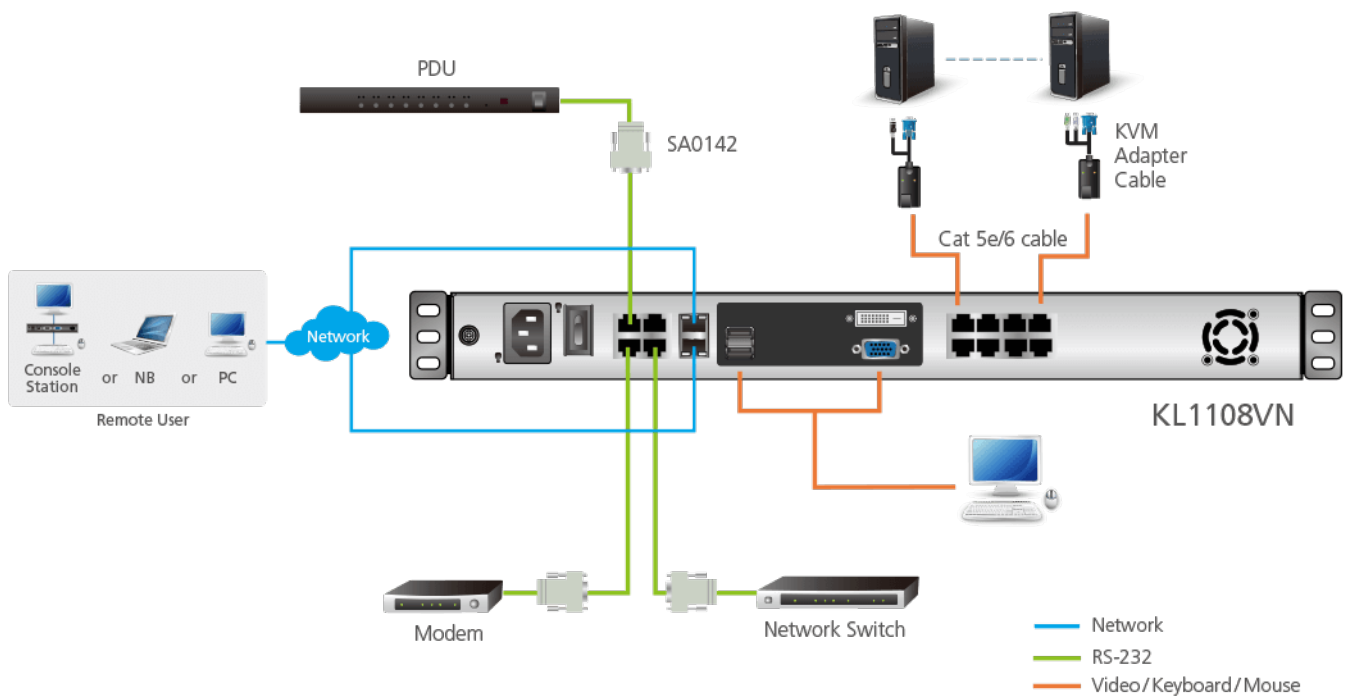 PDU
SA0142
KVM
Adapter
Cable
Cat 5e/6 cable
Network
Console
Station
or
NB
or
PC
Remote User
KL1108VN
Modem
Network Switch
Network
RS-232
Video/Keyboard/Mouse